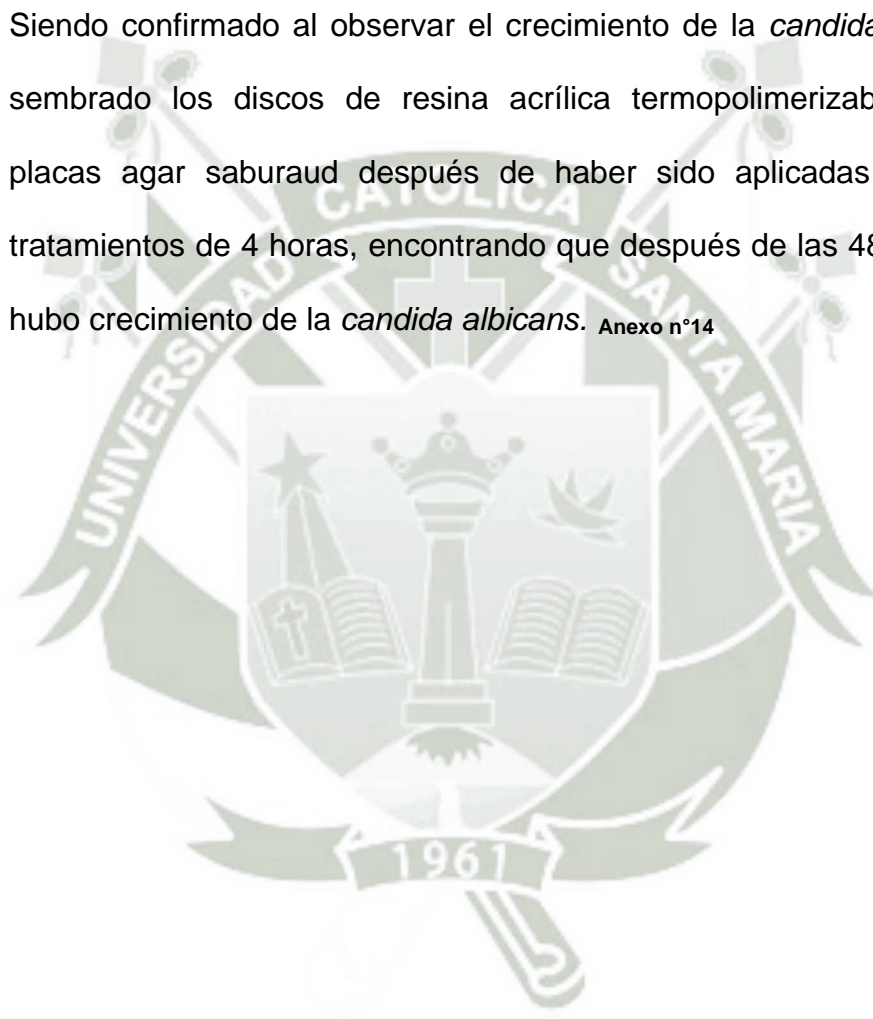 Siendo confirmado al observar el crecimiento de la candida
sembrado los discos de resina acrílica termopolimerizab
placas agar saburaud después de haber sido aplicadas
tratamientos de 4 horas, encontrando que después de las 48
hubo crecimiento de la candida albicans. Anexo n°14
UNIVERSIDAD CATOLICA SANTA MARIA
1961